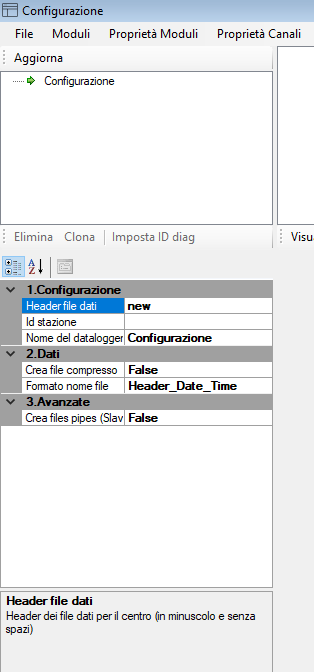 Configurazione
File Moduli Proprietà Moduli Proprietà Canali
Aggiorna
Configurazione
Elimina Clona Imposta ID diag Visua
1.Configurazione
Header file dati new
Id stazione
Nome del datalogger Configurazione
2.Dati
Crea file compresso False
Formato nome file Header_Date_Time
3.Avanzate
Crea files pipes (Slav False
Header file dati
Header dei file dati per il centro (in minuscolo e senza
spazi)